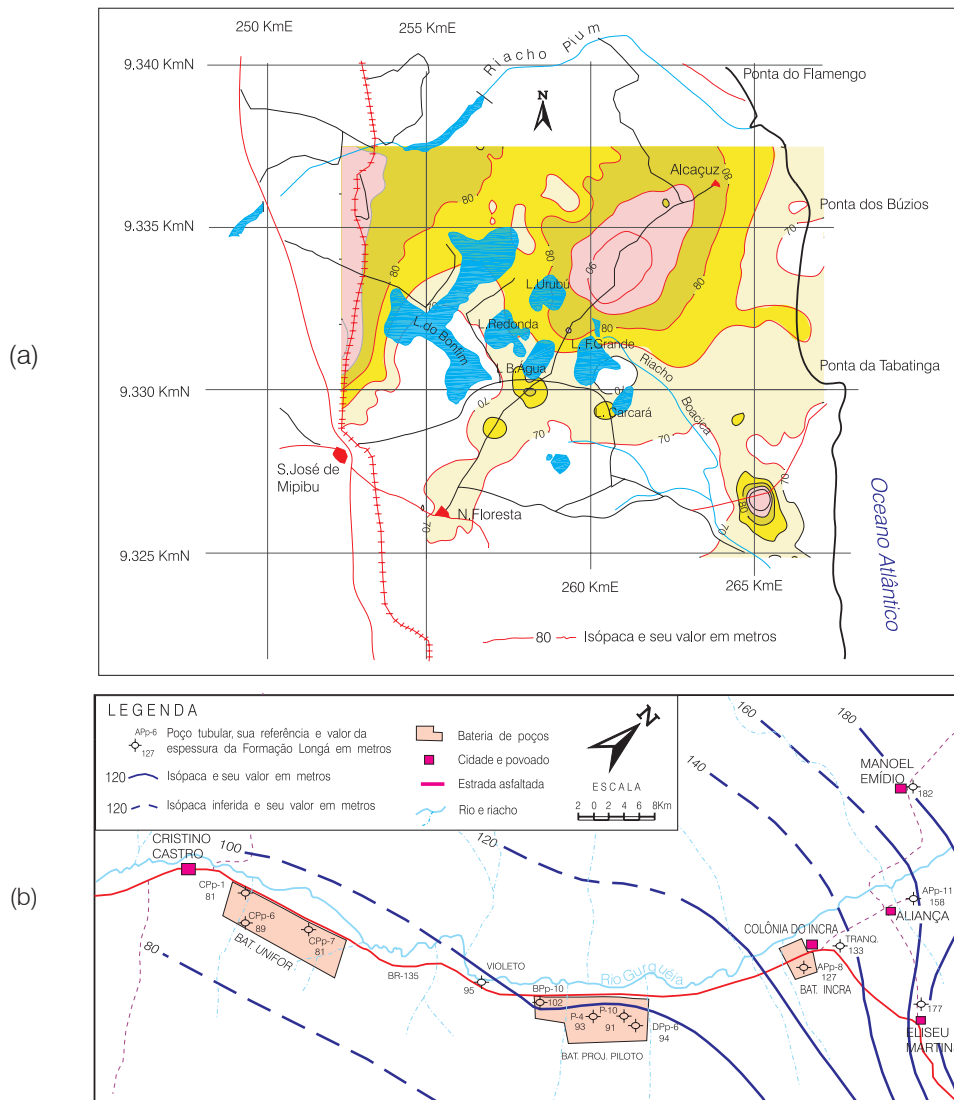 (a)
250 KmE
255 KmE
Riacho Pium
9.340 KmN
Ponta do Flamengo
N
Alcaçuz
80
80
9.335 KmN
Ponta dos Búzios
70
80
80
90
80
L.Urubú
L.do Bonfim
L.Redonda
80
L. F.Grande
Riacho Boacica
Ponta da Tabatinga
L B.Água
9.330 KmN
70
70
L. Carcará
70
70
S.José de
Mipibu
70
80
N.Floresta
70
70
9.325 KmN
Oceano Atlântico
260 KmE
265 KmE
80
Isópaca e seu valor em metros
(b)
LEGENDA
APp-6
127
Poço tubular, sua referência e valor da
espessura da Formação Longá em metros
120
Isópaca e seu valor em metros
120
Isópaca inferida e seu valor em metros
Bateria de poços
Cidade e povoado
Estrada asfaltada
Rio e riacho
N
ESCALA
2 0 2 4 6 8Km
160
180
140
MANOEL
EMÍDIO
182
CRISTINO
CASTRO
100
120
CPp-1
81
CPp-6
89
CPp-7
81
BAT. UNIFOR
80
BR-135
VIOLETO
95
Rio Gurguéia
BPp-10
102
P-4
93
P-10
91
DPp-6
94
BAT. PROJ. PILOTO
COLÔNIA DO INCRA
TRANQ.
133
APp-8
127
BAT. INCRA
APp-11
158
ALIANÇA
177
ELISEU
MARTINS